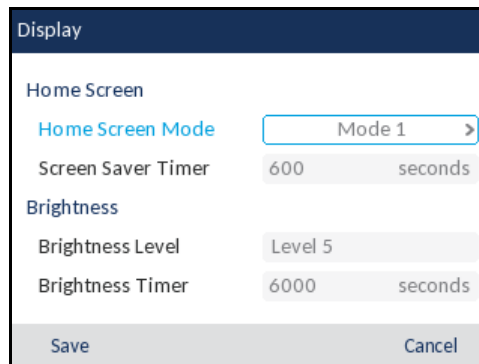 Display
Home Screen
Home Screen Mode Mode 1 >
Screen Saver Timer 600 seconds
Brightness
Brightness Level Level 5
Brightness Timer 6000 seconds
Save Cancel